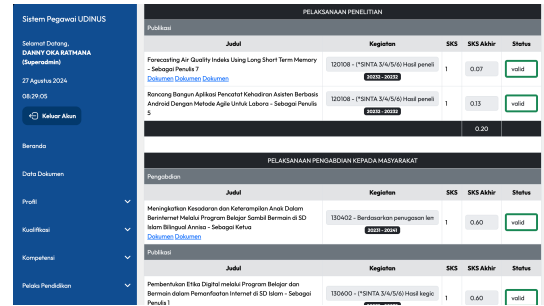 Sistem Pegawai UDINUS
Selamat Datang,
DANNY OKA RATMANA
(Superadmin)
27 Agustus 2024
08:29:05
Keluar Akun
Beranda
Data Dokumen
Profil
Kualifikasi
Kompetensi
Pelaks Pendidikan
PELAKSANAAN PENELITIAN
Publikasi
Judul Kegiatan SKS SKS Akhir Status
Forecasting Air Quality Indeks Using Long Short Term Memory
- Sebagai Penulis 7
Dokumen Dokumen Dokumen
120108 - (*SINTA 3/4/5/6) Hasil peneli
20232 - 20232
1 0.07 valid
Rancang Bangun Aplikasi Pencatat Kehadiran Asisten Berbasis
Android Dengan Metode Agile Untuk Labora - Sebagai Penulis
5
120108 - (*SINTA 3/4/5/6) Hasil peneli
20232 - 20232
1 0.13 valid
0.20
PELAKSANAAN PENGABDIAN KEPADA MASYARAKAT
Pengabdian
Judul Kegiatan SKS SKS Akhir Status
Meningkatkan Kesadaran dan Keterampilan Anak Dalam
Berinternet Melalui Program Belajar Sambil Bermain di SD
Islam Bilingual Annisa - Sebagai Ketua
Dokumen Dokumen
130402 - Berdasarkan penugasan lem
20231 - 20241
1 0.60 valid
Publikasi
Judul Kegiatan SKS SKS Akhir Status
Pembentukan Etika Digital melalui Program Belajar dan
Bermain dalam Pemanfaatan Internet di SD Islam - Sebagai
Penulis 1
130600 - (*SINTA 3/4/5/6) Hasil kegic
1 0.60 valid